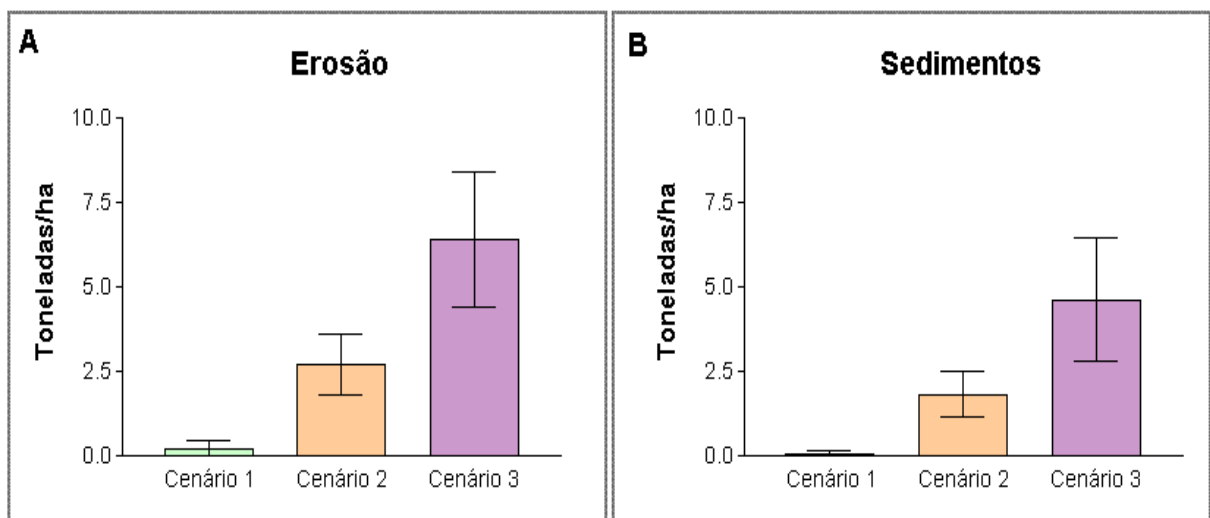 A
Erosão
Toneladas/ha
10.0
7.5
5.0
2.5
0.0
Cenário 1 Cenário 2 Cenário 3
B
Sedimentos
Toneladas/ha
10.0
7.5
5.0
2.5
0.0
Cenário 1 Cenário 2 Cenário 3